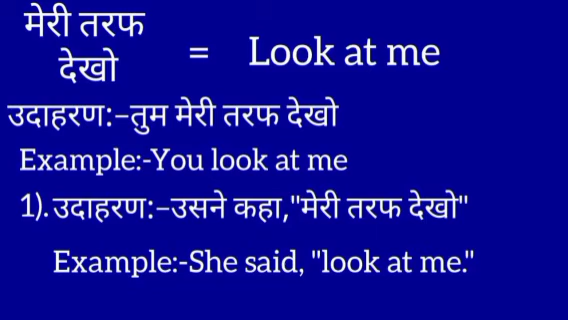 मेरी तरफ
देखो = Look at me
उदाहरण:-तुम मेरी तरफ देखो
Example:-You look at me
1).उदाहरण:-उसने कहा,"मेरी तरफ देखो"
Example:-She said, "look at me."